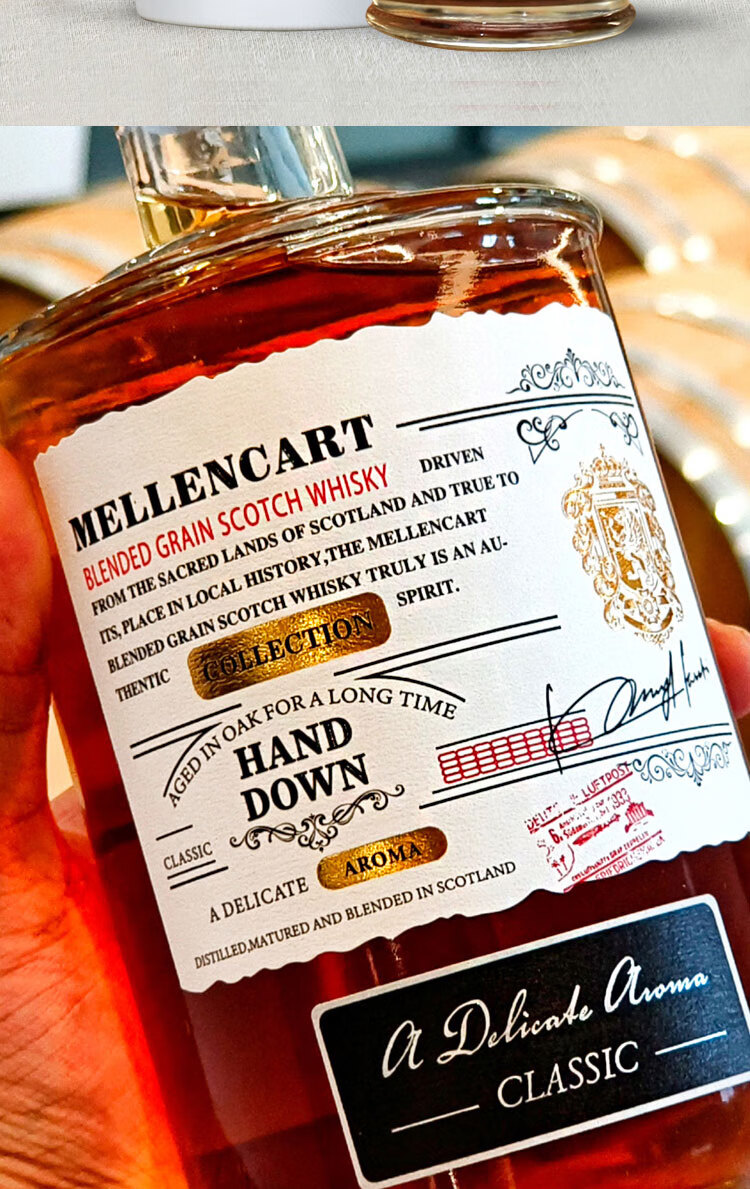 MELLENCART
BLENDED GRAIN SCOTCH WHISKY DRIVEN
FROM THE SACRED LANDS OF SCOTLAND AND TRUE TO
ITS,PLACE IN LOCAL HISTORY,THE MELLENCART
BLENDED GRAIN SCOTCH WHISKY TRULY IS AN AU-
THENTIC COLLECTION SPIRIT.
AGED IN OAK FOR A LONG TIME
HAND
DOWN
CLASSIC
A DELICATE AROMA
DISTILLED,MATURED AND BLENDED IN SCOTLAND
LUFTPOST
1933
A Delicate Aroma
CLASSIC